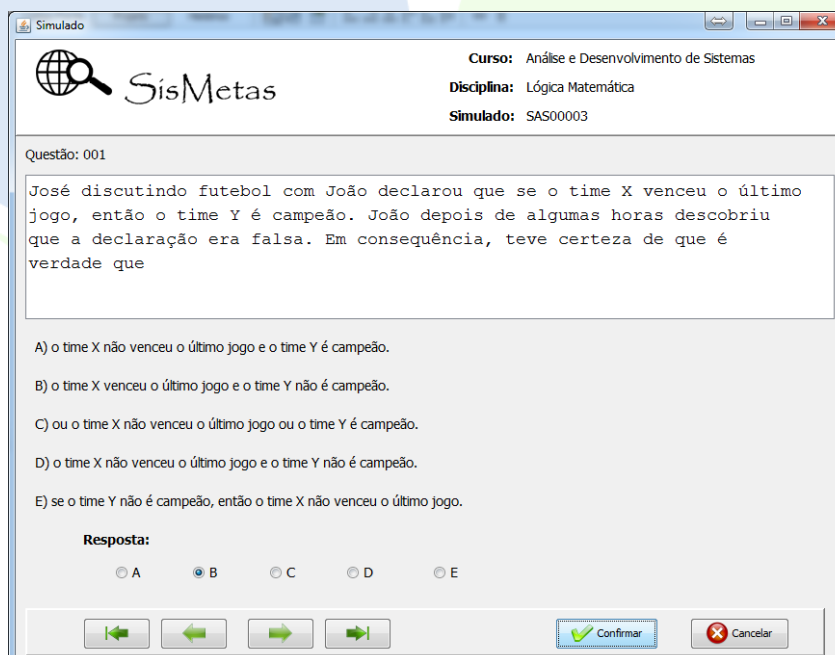 Simulado
SisMetas
Curso: Análise e Desenvolvimento de Sistemas
Disciplina: Lógica Matemática
Simulado: SAS00003
Questão: 001
José discutindo futebol com João declarou que se o time X venceu o último
jogo, então o time Y é campeão. João depois de algumas horas descobriu
que a declaração era falsa. Em consequência, teve certeza de que é
verdade que
A) o time X não venceu o último jogo e o time Y é campeão.
B) o time X venceu o último jogo e o time Y não é campeão.
C) ou o time X não venceu o último jogo ou o time Y é campeão.
D) o time X não venceu o último jogo e o time Y não é campeão.
E) se o time Y não é campeão, então o time X não venceu o último jogo.
Resposta:
A B C D E
Confirmar Cancelar